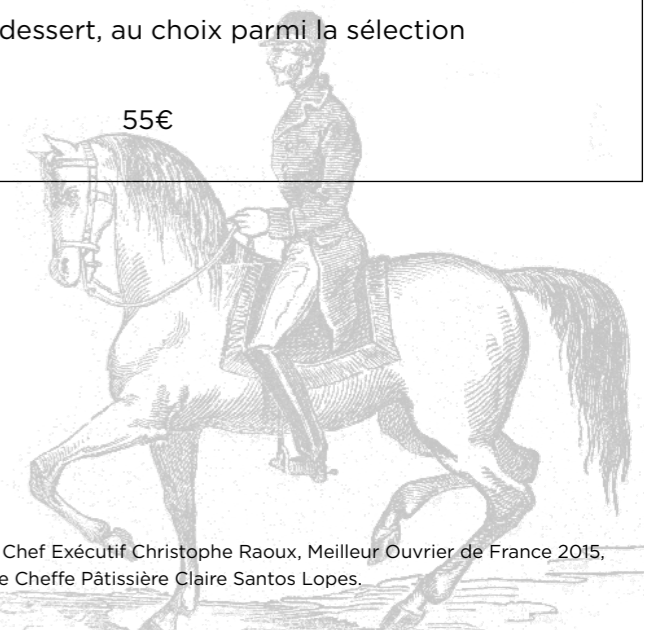 dessert, au choix parmi la sélection
55€
Chef Exécutif Christophe Raoux, Meilleur Ouvrier de France 2015,
e Cheffe Pâtissière Claire Santos Lopes.